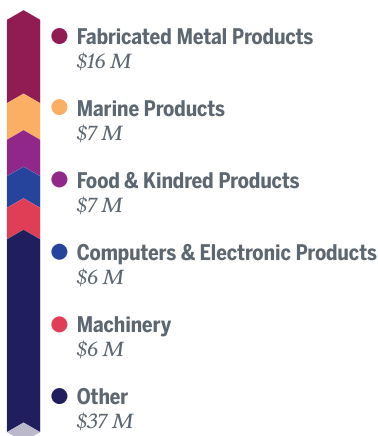 Fabricated Metal Products
$16 M
Marine Products
$7 M
Food & Kindred Products
$7 M
Computers & Electronic Products
$6 M
Machinery
$6 M
Other
$37 M